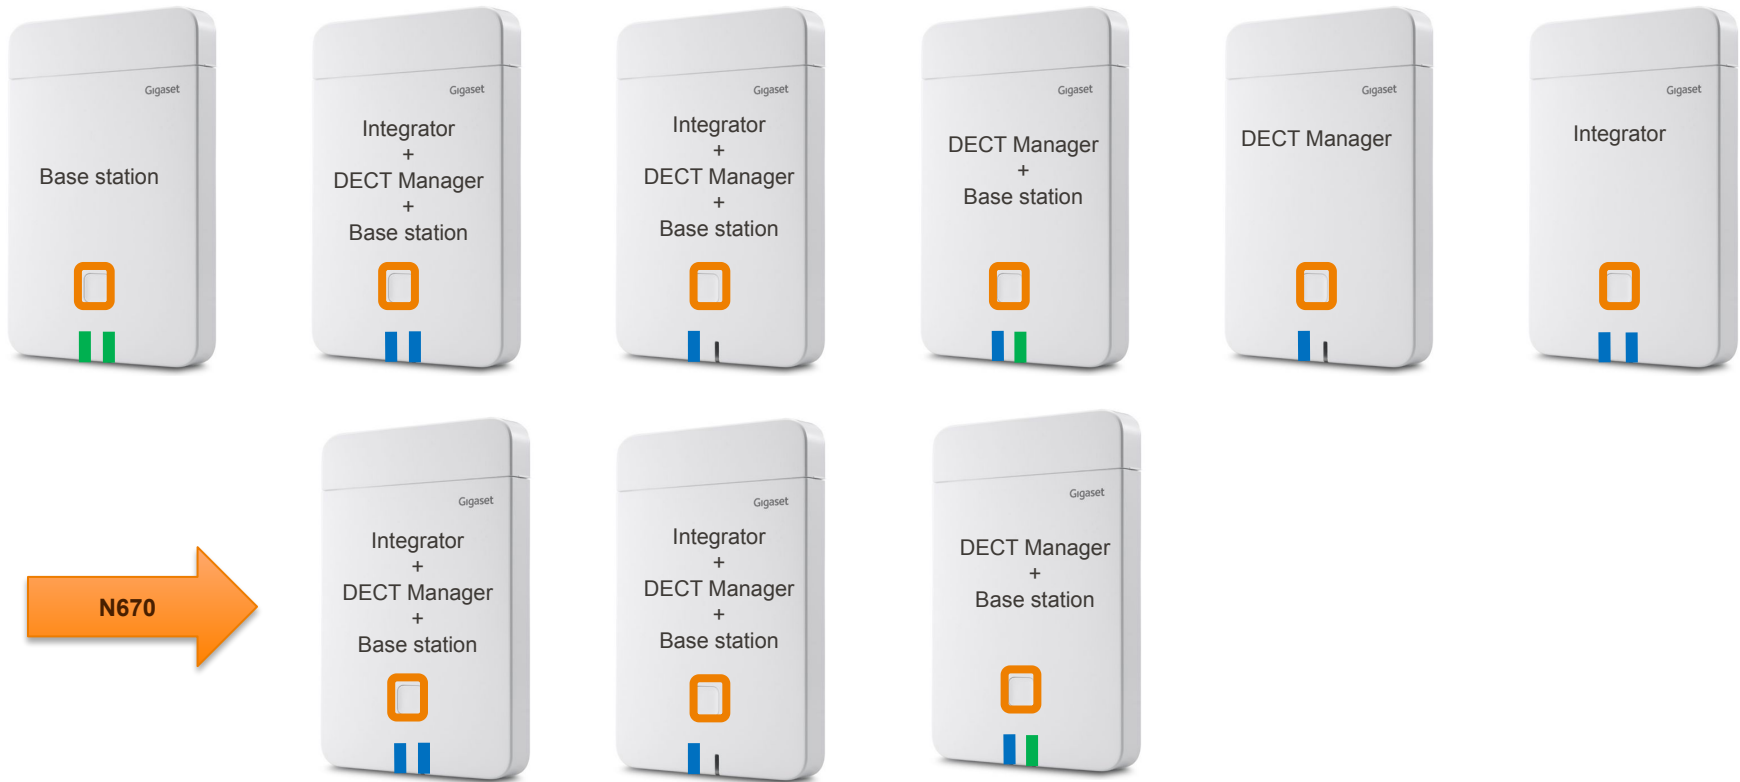 Gigaset
Base station
Gigaset
Integrator
+
DECT Manager
+
Base station
Gigaset
Integrator
+
DECT Manager
+
Base station
Gigaset
DECT Manager
+
Base station
Gigaset
DECT Manager
Gigaset
Integrator
N670
Gigaset
Integrator
+
DECT Manager
+
Base station
Gigaset
Integrator
+
DECT Manager
+
Base station
Gigaset
DECT Manager
+
Base station